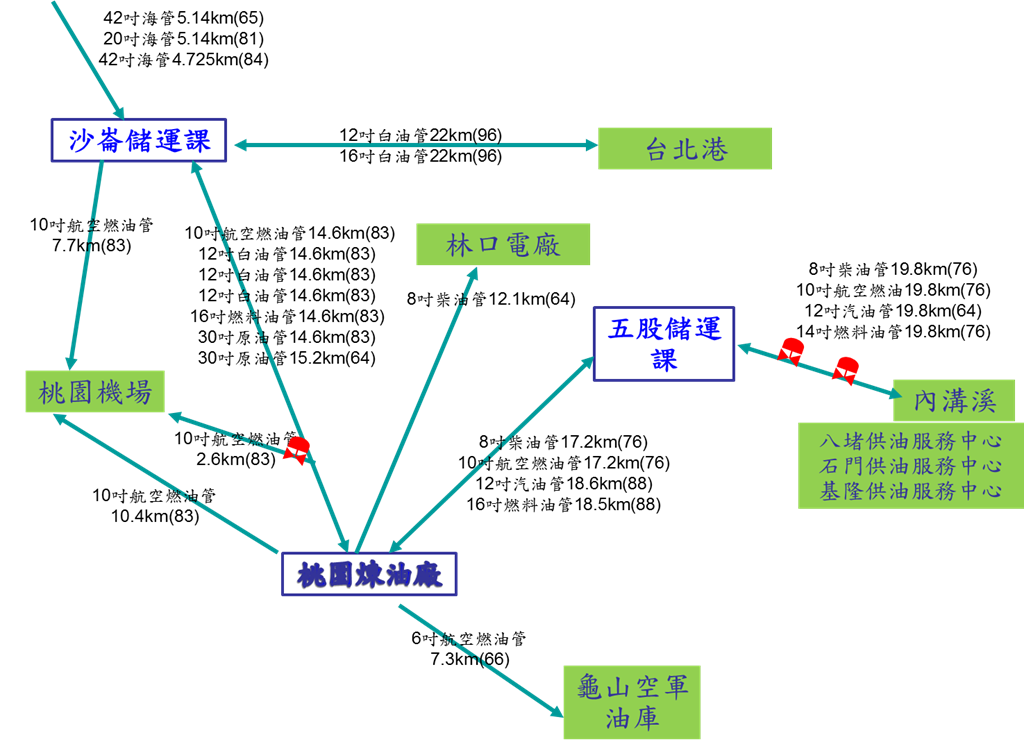 42吋海管5.14km(65)
20吋海管5.14km(81)
42吋海管4.725km(84)
沙崙儲運課
12吋白油管22km(96)
16吋白油管22km(96)
台北港
10吋航空燃油管
7.7km(83)
10吋航空燃油管14.6km(83)
12吋白油管14.6km(83)
12吋白油管14.6km(83)
12吋白油管14.6km(83)
16吋燃料油管14.6km(83)
30吋原油管14.6km(83)
30吋原油管15.2km(64)
林口電廠
8吋柴油管12.1km(64)
8吋柴油管19.8km(76)
10吋航空燃油19.8km(76)
12吋汽油管19.8km(64)
14吋燃料油管19.8km(76)
五股儲運
課
桃園機場
內溝溪
八堵供油服務中心
石門供油服務中心
基隆供油服務中心
10吋航空燃油管
2.6km(83)
8吋柴油管17.2km(76)
10吋航空燃油管17.2km(76)
12吋汽油管18.6km(88)
16吋燃料油管18.5km(88)
10吋航空燃油管
10.4km(83)
桃園煉油廠
6吋航空燃油管
7.3km(66)
龜山空軍
油庫